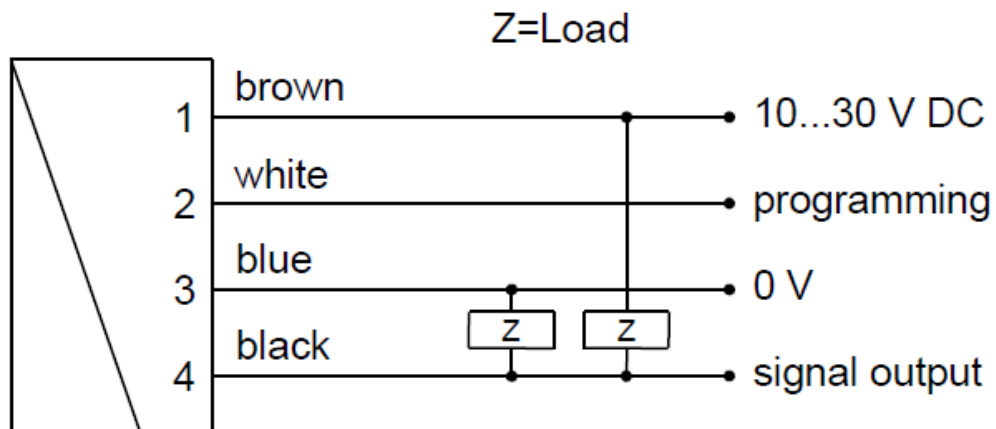 Z=Load
brown
1
10...30 V DC
white
2
programming
blue
3
0 V
Z
Z
black
4
signal output